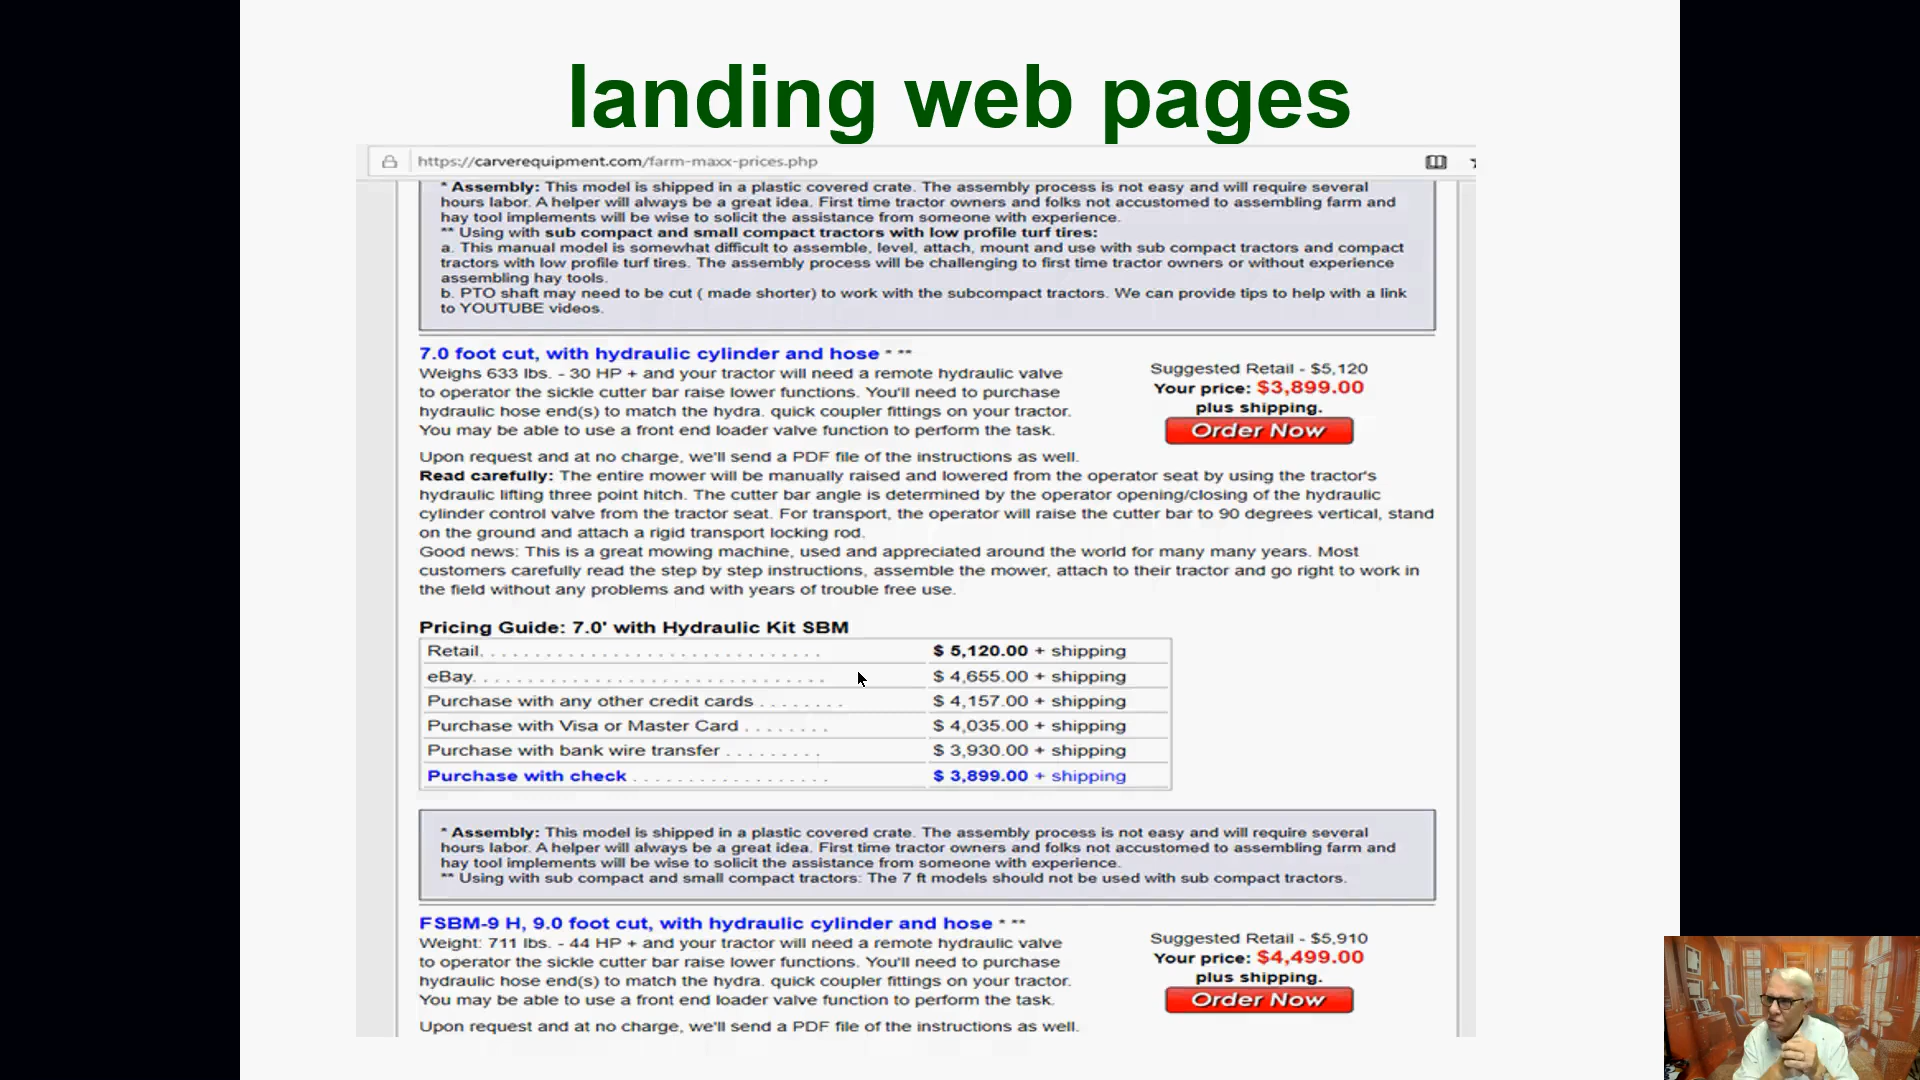 landing web pages
https://carverequipment.com/farm-maxx-prices.php
* Assembly: This model is shipped in a plastic covered crate. The assembly process is not easy and will require several
hours labor. A helper will always be a great idea. First time tractor owners and folks not accustomed to assembling farm and
hay tool implements will be wise to solicit the assistance from someone with experience.
** Using with sub compact and small compact tractors with low profile turf tires:
a. This manual model is somewhat difficult to assemble, level, attach, mount and use with sub compact tractors and compact
tractors with low profile turf tires. The assembly process will be challenging to first time tractor owners or without experience
assembling hay tools.
b. PTO shaft may need to be cut ( made shorter) to work with the subcompact tractors. We can provide tips to help with a link
to YOUTUBE videos.
7.0 foot cut, with hydraulic cylinder and hose * **
Weighs 633 lbs. - 30 HP + and your tractor will need a remote hydraulic valve
to operator the sickle cutter bar raise lower functions. You'll need to purchase
hydraulic hose end(s) to match the hydra. quick coupler fittings on your tractor.
You may be able to use a front end loader valve function to perform the task.
Suggested Retail - $5,120
Your price: $3,899.00
plus shipping.
Order Now
Upon request and at no charge, we'll send a PDF file of the instructions as well.
Read carefully: The entire mower will be manually raised and lowered from the operator seat by using the tractor's
hydraulic lifting three point hitch. The cutter bar angle is determined by the operator opening/closing of the hydraulic
cylinder control valve from the tractor seat. For transport, the operator will raise the cutter bar to 90 degrees vertical, stand
on the ground and attach a rigid transport locking rod.
Good news: This is a great mowing machine, used and appreciated around the world for many many years. Most
customers carefully read the step by step instructions, assemble the mower, attach to their tractor and go right to work in
the field without any problems and with years of trouble free use.
Pricing Guide: 7.0' with Hydraulic Kit SBM
Retail. . . . . . . . . . . . . . . . . . . . . . . . . . . . . . $ 5,120.00 + shipping
eBay. . . . . . . . . . . . . . . . . . . . . . . . . . . . . . . $ 4,655.00 + shipping
Purchase with any other credit cards . . . . . . . . $ 4,157.00 + shipping
Purchase with Visa or Master Card . . . . . . . . $ 4,035.00 + shipping
Purchase with bank wire transfer . . . . . . . . . $ 3,930.00 + shipping
Purchase with check . . . . . . . . . . . . . . . . . . $ 3,899.00 + shipping
* Assembly: This model is shipped in a plastic covered crate. The assembly process is not easy and will require several
hours labor. A helper will always be a great idea. First time tractor owners and folks not accustomed to assembling farm and
hay tool implements will be wise to solicit the assistance from someone with experience.
** Using with sub compact and small compact tractors: The 7 ft models should not be used with sub compact tractors.
FSBM-9 H, 9.0 foot cut, with hydraulic cylinder and hose * **
Weight: 711 lbs. - 44 HP + and your tractor will need a remote hydraulic valve
to operator the sickle cutter bar raise lower functions. You'll need to purchase
hydraulic hose end(s) to match the hydra. quick coupler fittings on your tractor.
You may be able to use a front end loader valve function to perform the task.
Suggested Retail - $5,910
Your price: $4,499.00
plus shipping.
Order Now
Upon request and at no charge, we'll send a PDF file of the instructions as well.